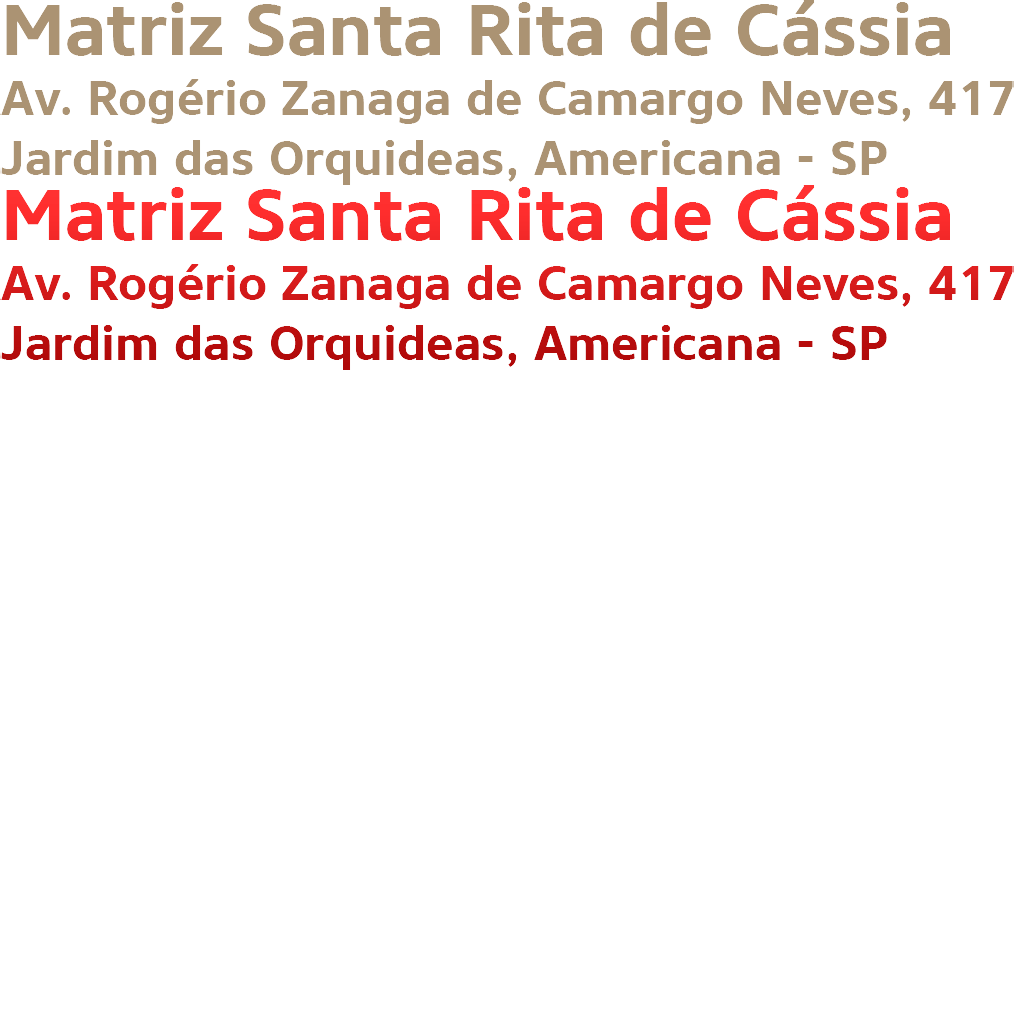 Matriz Santa Rita de Cássia
Av. Rogério Zanaga de Camargo Neves, 417
Jardim das Orquideas, Americana - SP
Matriz Santa Rita de Cássia
Av. Rogério Zanaga de Camargo Neves, 417
Jardim das Orquideas, Americana - SP